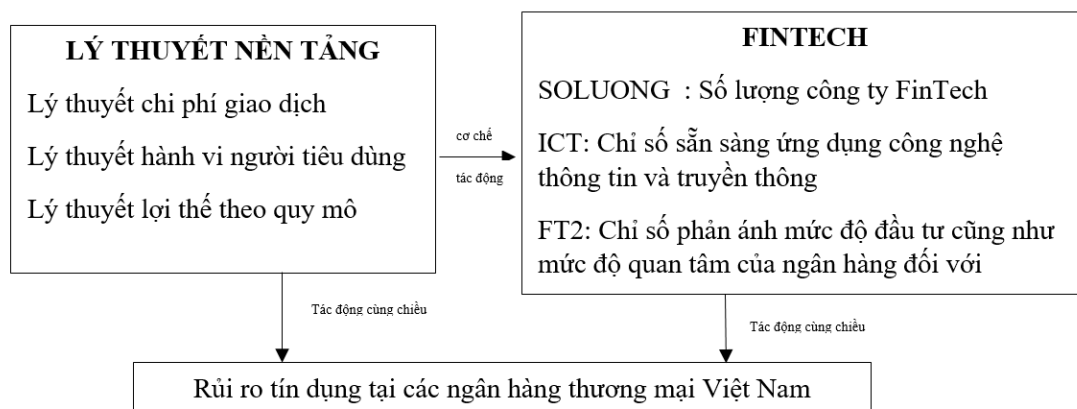 LÝ THUYẾT NỀN TẢNG
Lý thuyết chi phí giao dịch
Lý thuyết hành vi người tiêu dùng
Lý thuyết lợi thế theo quy mô
cơ chế
tác động
FINTECH
SOLUONG : Số lượng công ty FinTech
ICT: Chỉ số sẵn sàng ứng dụng công nghệ
thông tin và truyền thông
FT2: Chỉ số phản ánh mức độ đầu tư cũng như
mức độ quan tâm của ngân hàng đối với
Tác động cùng chiều
Tác động cùng chiều
Rủi ro tín dụng tại các ngân hàng thương mại Việt Nam